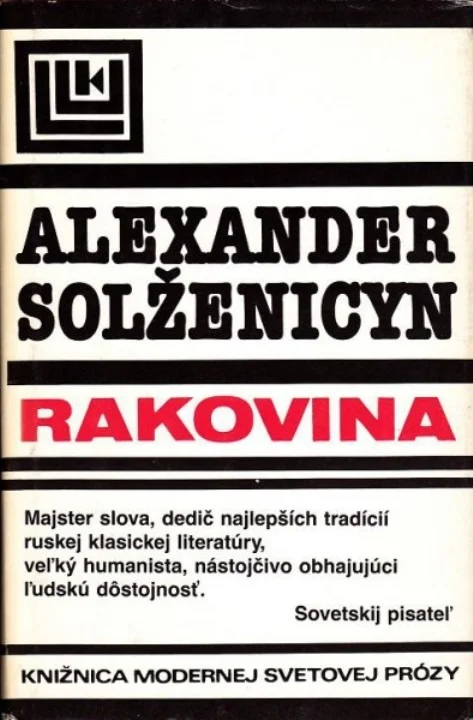 ALEXANDER
SOLŽENICYN
RAKOVINA
Majster slova, dedič najlepších tradícií
ruskej klasickej literatúry,
veľký humanista, nástojčivo obhajujúci
ľudskú dôstojnosť.
Sovetskij pisateľ
KNIŽNICA MODERNEJ SVETOVEJ PRÓZY